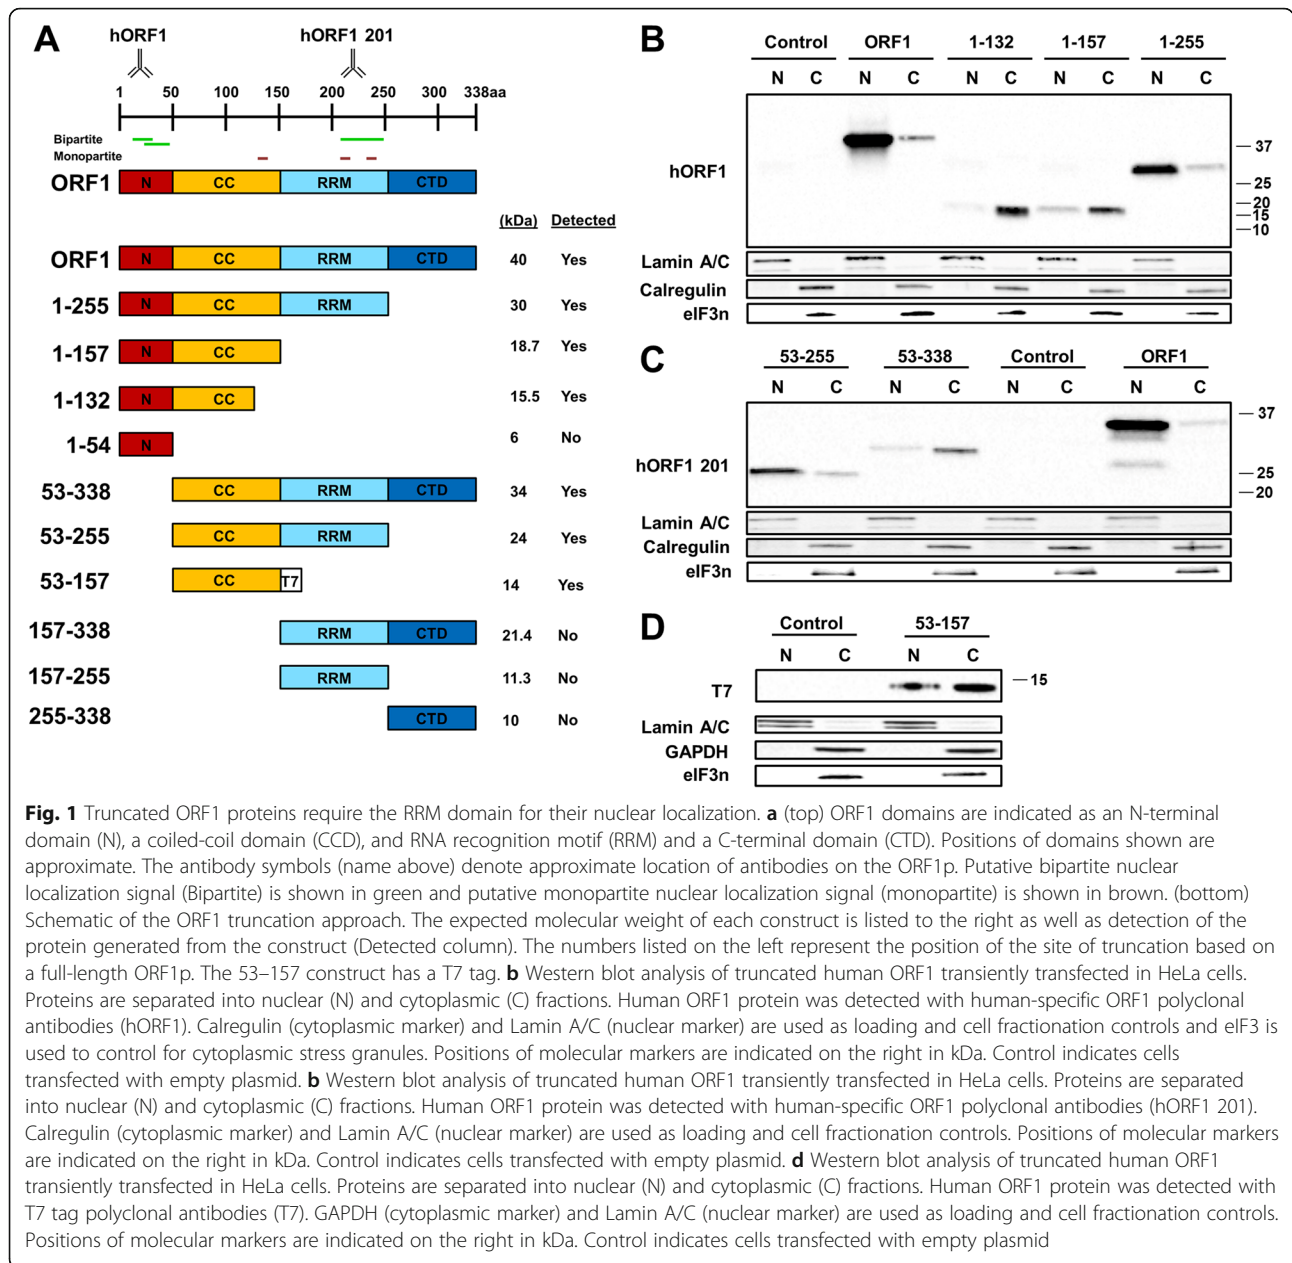 A
hORF1
hORF1 201
1 50 100 150 200 250 300 338aa
Bipartite
Monopartite
ORF1 N CC RRM CTD
(kDa) Detected
ORF1 N CC RRM CTD 40 Yes
1-255 N CC RRM 30 Yes
1-157 N CC 18.7 Yes
1-132 N CC 15.5 Yes
1-54 N 6 No
53-338 CC RRM CTD 34 Yes
53-255 CC RRM 24 Yes
53-157 CC T7 14 Yes
157-338 RRM CTD 21.4 No
157-255 RRM 11.3 No
255-338 CTD 10 No
B
Control ORF1 1-132 1-157 1-255
N C N C N C N C N C
hORF1
37
25
20
15
10
Lamin A/C
Calregulin
eIF3n
C
53-255 53-338 Control ORF1
N C N C N C N C
hORF1 201
37
25
20
Lamin A/C
Calregulin
eIF3n
D
Control 53-157
N C N C
T7
15
Lamin A/C
GAPDH
eIF3n
Fig. 1 Truncated ORF1 proteins require the RRM domain for their nuclear localization. a (top) ORF1 domains are indicated as an N-terminal
domain (N), a coiled-coil domain (CCD), and RNA recognition motif (RRM) and a C-terminal domain (CTD). Positions of domains shown are
approximate. The antibody symbols (name above) denote approximate location of antibodies on the ORF1p. Putative bipartite nuclear
localization signal (Bipartite) is shown in green and putative monopartite nuclear localization signal (monopartite) is shown in brown. (bottom)
Schematic of the ORF1 truncation approach. The expected molecular weight of each construct is listed to the right as well as detection of the
protein generated from the construct (Detected column). The numbers listed on the left represent the position of the site of truncation based on
a full-length ORF1p. The 53–157 construct has a T7 tag. b Western blot analysis of truncated human ORF1 transiently transfected in HeLa cells.
Proteins are separated into nuclear (N) and cytoplasmic (C) fractions. Human ORF1 protein was detected with human-specific ORF1 polyclonal
antibodies (hORF1). Calregulin (cytoplasmic marker) and Lamin A/C (nuclear marker) are used as loading and cell fractionation controls and eIF3 is
used to control for cytoplasmic stress granules. Positions of molecular markers are indicated on the right in kDa. Control indicates cells
transfected with empty plasmid. b Western blot analysis of truncated human ORF1 transiently transfected in HeLa cells. Proteins are separated
into nuclear (N) and cytoplasmic (C) fractions. Human ORF1 protein was detected with human-specific ORF1 polyclonal antibodies (hORF1 201).
Calregulin (cytoplasmic marker) and Lamin A/C (nuclear marker) are used as loading and cell fractionation controls. Positions of molecular markers
are indicated on the right in kDa. Control indicates cells transfected with empty plasmid. d Western blot analysis of truncated human ORF1
transiently transfected in HeLa cells. Proteins are separated into nuclear (N) and cytoplasmic (C) fractions. Human ORF1 protein was detected with
T7 tag polyclonal antibodies (T7). GAPDH (cytoplasmic marker) and Lamin A/C (nuclear marker) are used as loading and cell fractionation controls.
Positions of molecular markers are indicated on the right in kDa. Control indicates cells transfected with empty plasmid